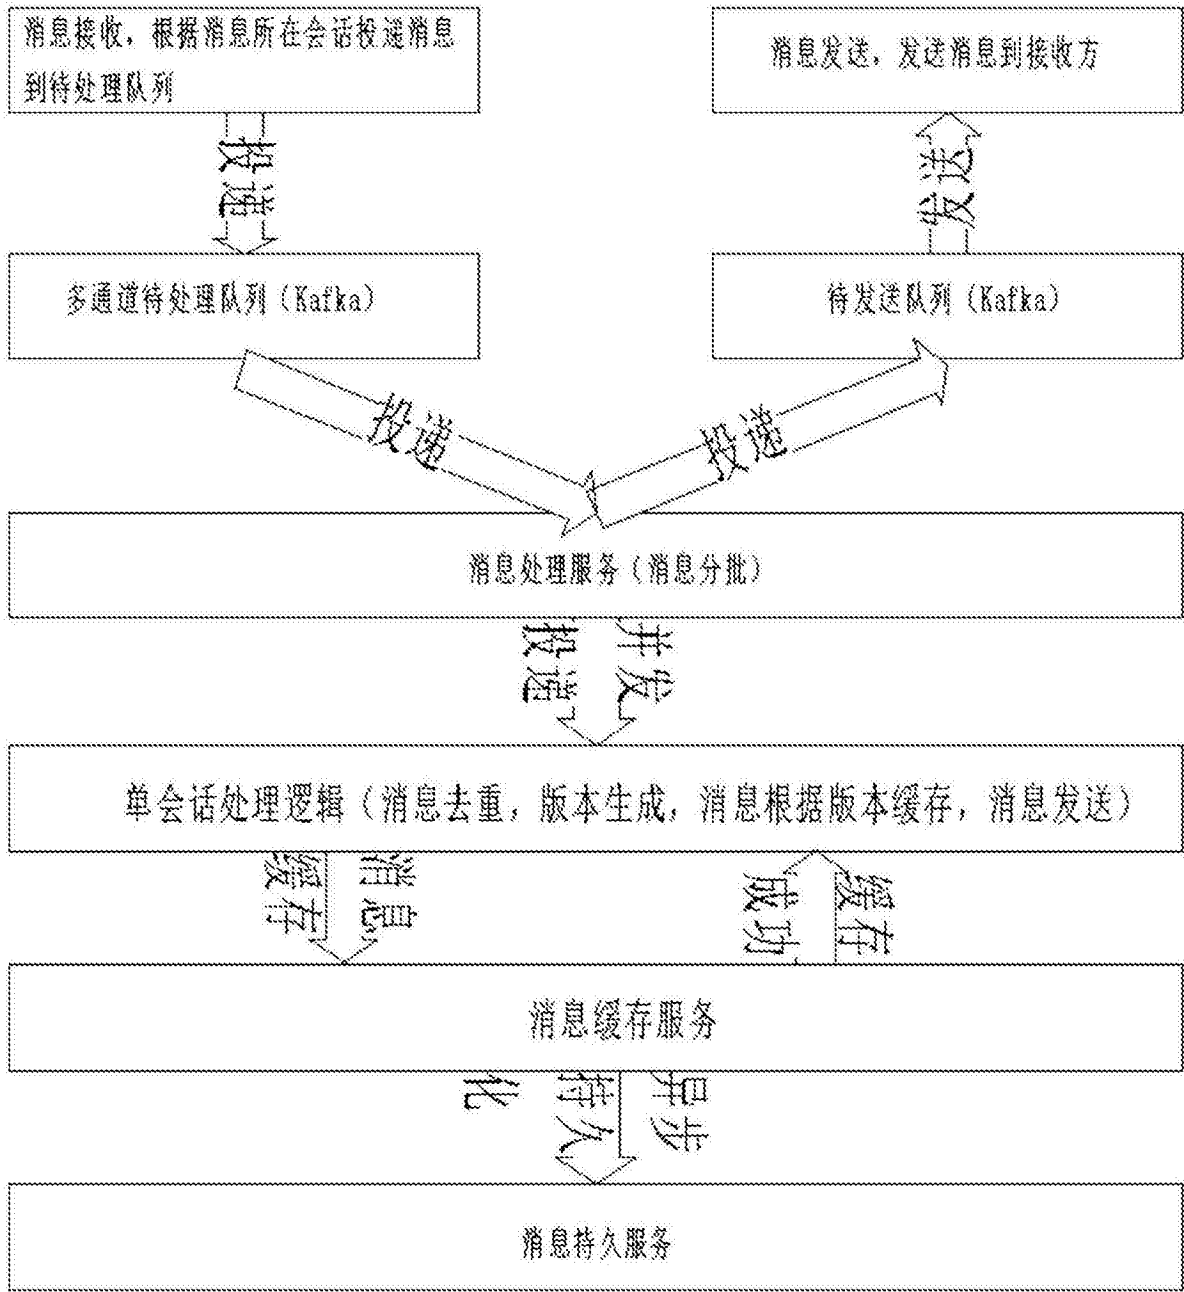 消息接收，根据消息所在会话投递消息
到待处理队列
消息发送，发送消息到接收方
投递
发送
多通道待处理队列（Kafka）
待发送队列（Kafka）
投递
投递
消息处理服务（消息分批）
并发
投递
单会话处理逻辑（消息去重，版本生成，消息根据版本缓存，消息发送）
消息
缓存
缓存
成功
消息缓存服务
异步
持久
化
消息持久服务